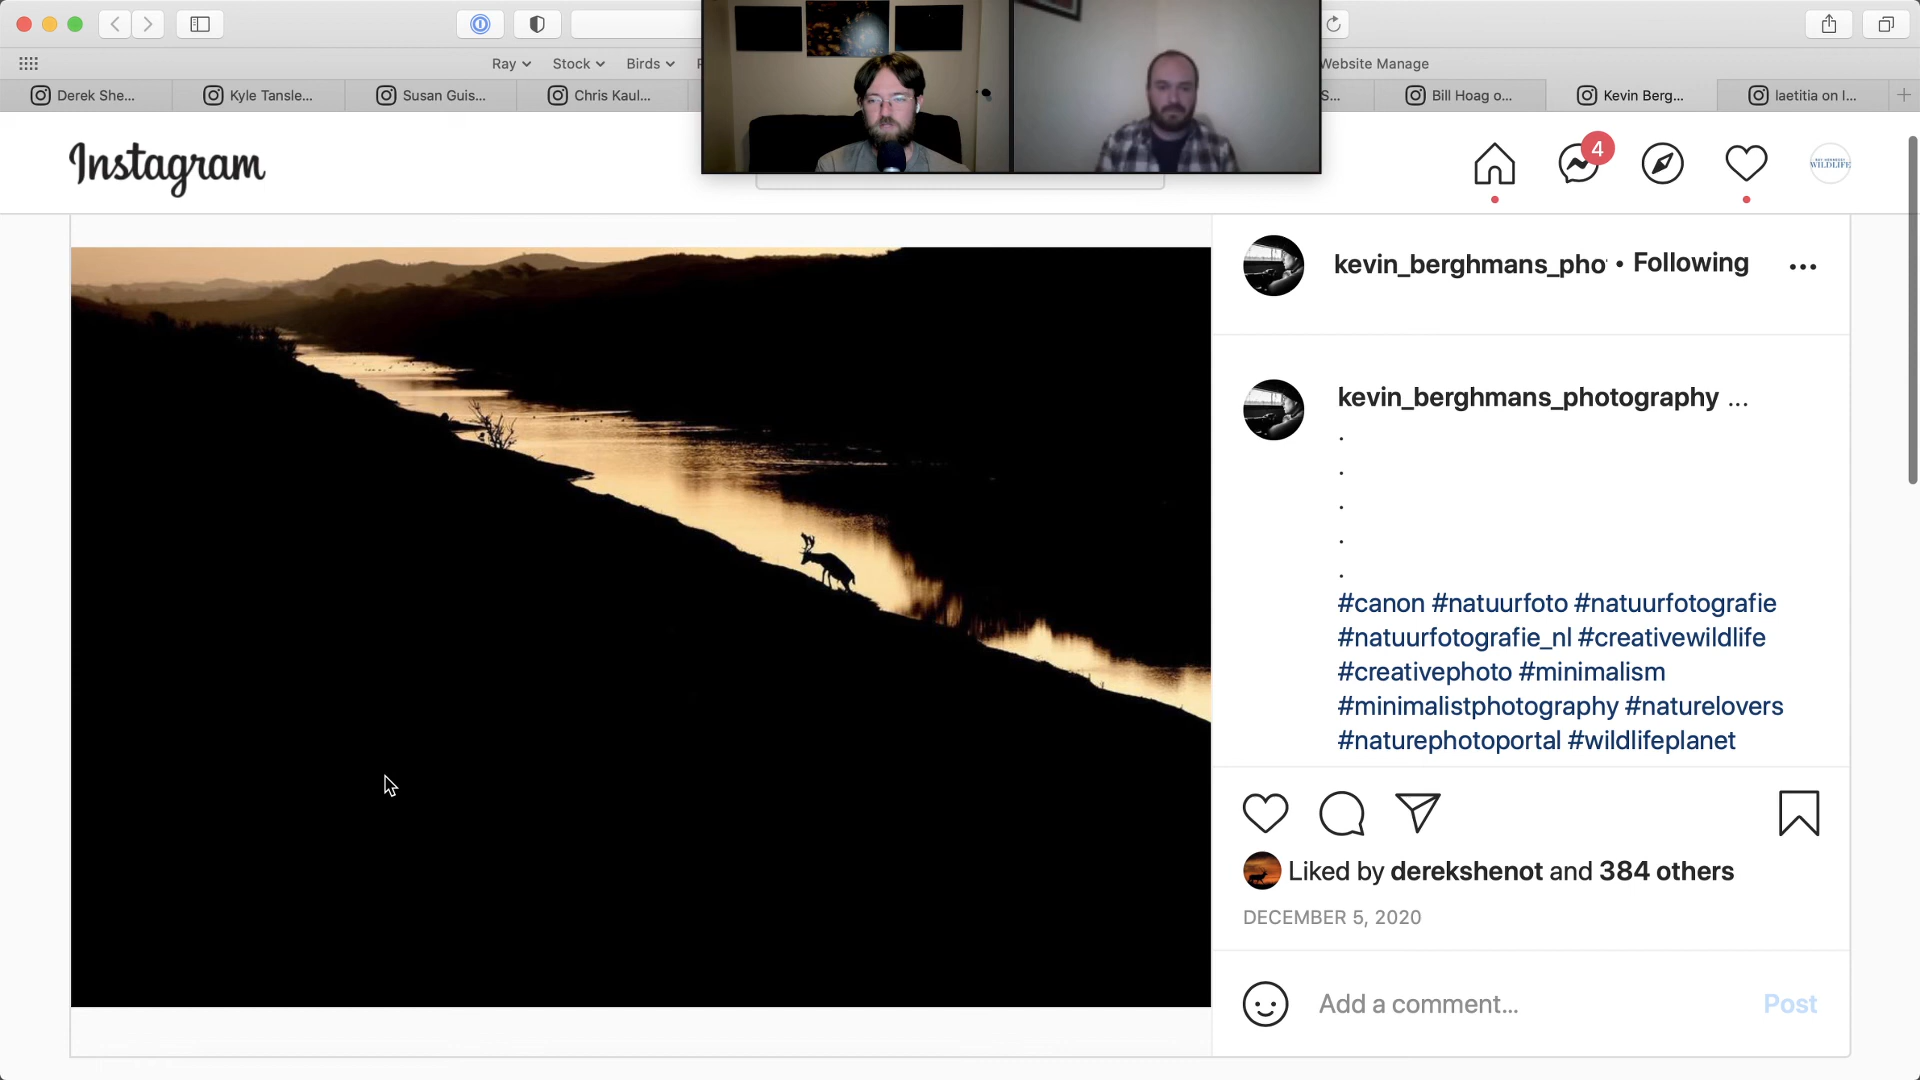 Ray
Stock
Birds
Website Manage
Derek She...
Kyle Tansle...
Susan Guis...
Chris Kaul...
S...
Bill Hoag o...
Kevin Berg...
laetitia on I...
Instagram
4
WILDLIFE
kevin_berghmans_pho • Following
kevin_berghmans_photography ...
.
.
.
.
.
#canon #natuurfoto #natuurfotografie
#natuurfotografie_nl #creativewildlife
#creativephoto #minimalism
#minimalistphotography #naturelovers
#naturephotoportal #wildlifeplanet
Liked by derekshenot and 384 others
DECEMBER 5, 2020
Add a comment...
Post